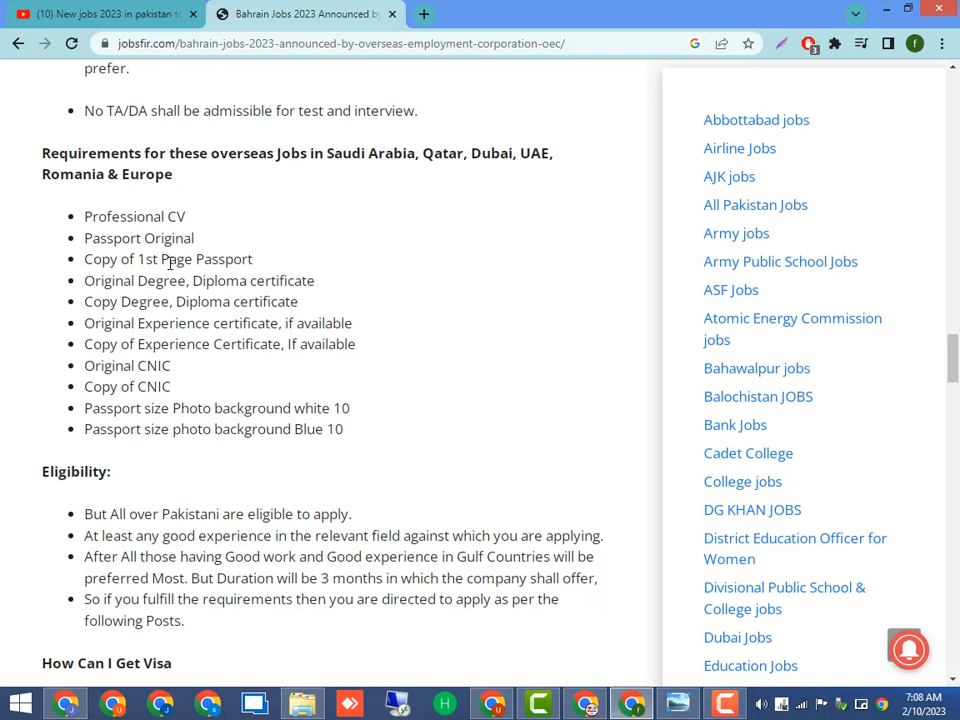 (10) New jobs 2023 in pakistan to
Bahrain Jobs 2023 Announced by
jobsfir.com/bahrain-jobs-2023-announced-by-overseas-employment-corporation-oec/
3
f
prefer.
No TA/DA shall be admissible for test and interview.
Requirements for these overseas Jobs in Saudi Arabia, Qatar, Dubai, UAE,
Romania & Europe
Professional CV
Passport Original
Copy of 1st Page Passport
Original Degree, Diploma certificate
Copy Degree, Diploma certificate
Original Experience certificate, if available
Copy of Experience Certificate, If available
Original CNIC
Copy of CNIC
Passport size Photo background white 10
Passport size photo background Blue 10
Eligibility:
But All over Pakistani are eligible to apply.
At least any good experience in the relevant field against which you are applying.
After All those having Good work and Good experience in Gulf Countries will be
preferred Most. But Duration will be 3 months in which the company shall offer,
So if you fulfill the requirements then you are directed to apply as per the
following Posts.
How Can I Get Visa
Abbottabad jobs
Airline Jobs
AJK jobs
All Pakistan Jobs
Army jobs
Army Public School Jobs
ASF Jobs
Atomic Energy Commission
jobs
Bahawalpur jobs
Balochistan JOBS
Bank Jobs
Cadet College
College jobs
DG KHAN JOBS
District Education Officer for
Women
Divisional Public School &
College jobs
Dubai Jobs
Education Jobs
7:08 AM
2/10/2023